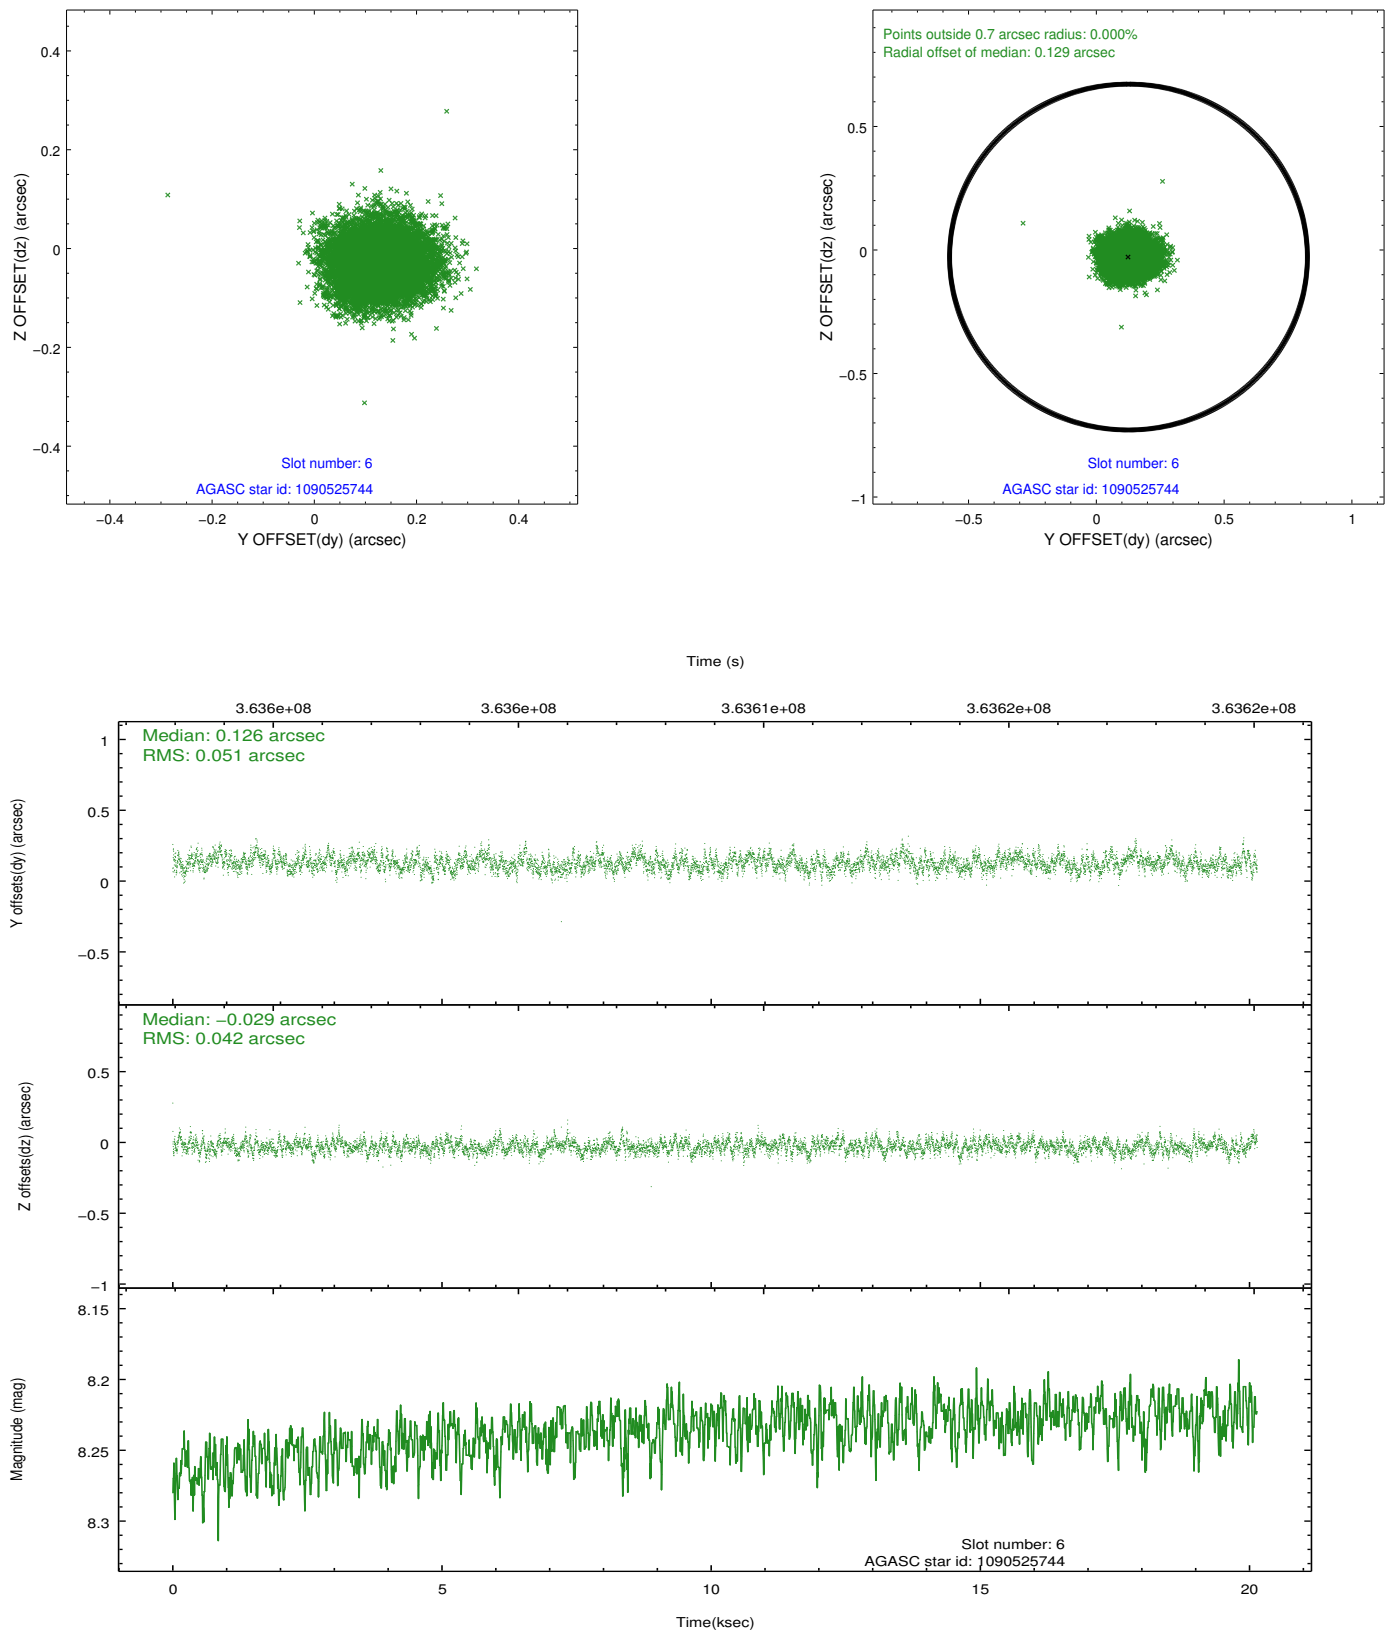 0.4
0.2
0
−0.2
−0.4
−0.4
−0.2
0
0.2
0.4
Z OFFSET(dz) (arcsec)
Y OFFSET(dy) (arcsec)
Slot number: 6
AGASC star id: 1090525744
Points outside 0.7 arcsec radius: 0.000%
Radial offset of median: 0.129 arcsec
0.5
0
−0.5
−1
−0.5
0
0.5
1
Z OFFSET(dz) (arcsec)
Y OFFSET(dy) (arcsec)
Slot number: 6
AGASC star id: 1090525744
Time (s)
3.636e+08
3.636e+08
3.6361e+08
3.6362e+08
3.6362e+08
Median: 0.126 arcsec
RMS: 0.051 arcsec
1
0.5
0
−0.5
Y offsets(dy) (arcsec)
Median: −0.029 arcsec
RMS: 0.042 arcsec
0.5
0
−0.5
−1
Z offsets(dz) (arcsec)
8.15
8.2
8.25
8.3
Magnitude (mag)
Slot number: 6
AGASC star id: 1090525744
0
5
10
15
20
Time(ksec)